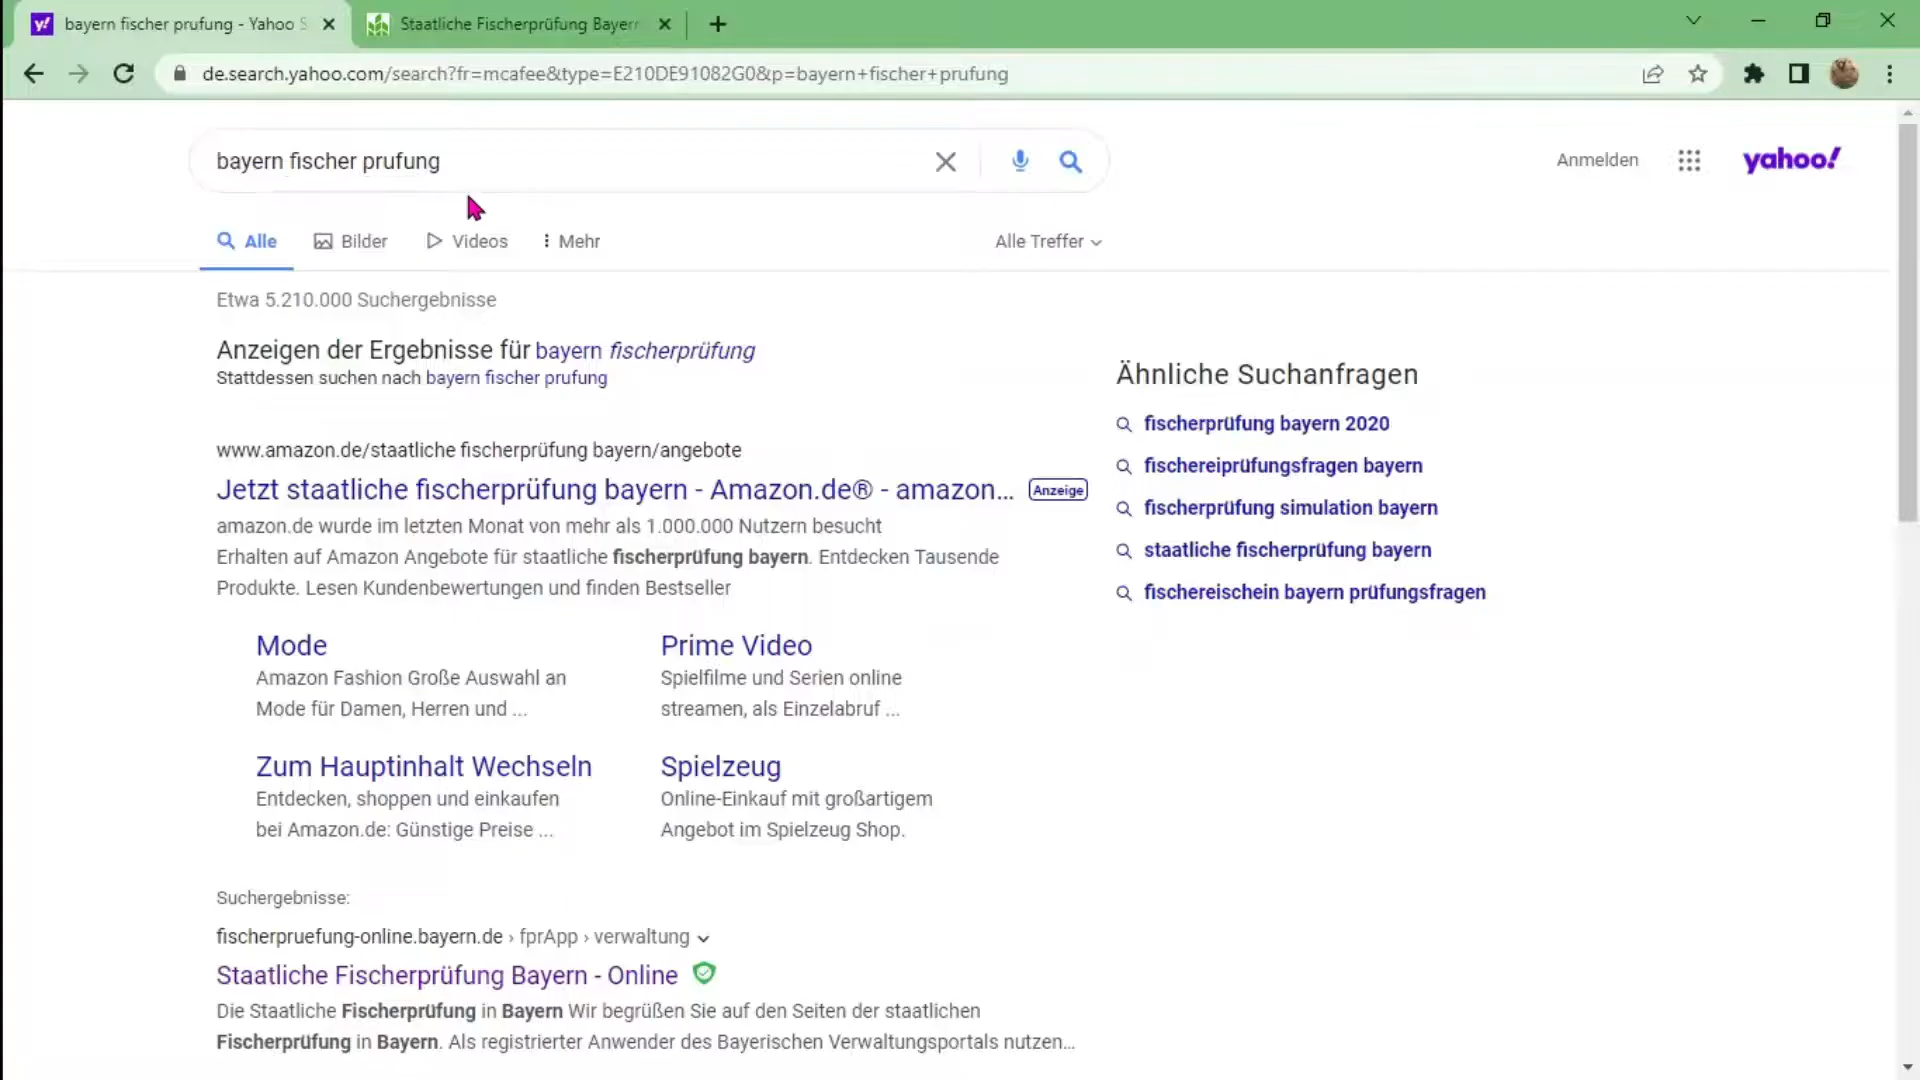 bayern fischer prufung - Yahoo S
Staatliche Fischerprüfung Bayern
de.search.yahoo.com/search?fr=mcafee&type=E210DE91082G0&p=bayern+fischer+prufung
bayern fischer prufung
Anmelden
yahoo!
Alle
Bilder
Videos
Mehr
Alle Treffer
Etwa 5.210.000 Suchergebnisse
Anzeigen der Ergebnisse für bayern fischerprüfung
Stattdessen suchen nach bayern fischer prufung
www.amazon.de/staatliche fischerprüfung bayern/angebote
Jetzt staatliche fischerprüfung bayern - Amazon.de® - amazon...
Anzeige
amazon.de wurde im letzten Monat von mehr als 1.000.000 Nutzern besucht
Erhalten auf Amazon Angebote für staatliche fischerprüfung bayern. Entdecken Tausende
Produkte. Lesen Kundenbewertungen und finden Bestseller
Mode
Amazon Fashion Große Auswahl an
Mode für Damen, Herren und ...
Prime Video
Spielfilme und Serien online
streamen, als Einzelabruf ...
Zum Hauptinhalt Wechseln
Entdecken, shoppen und einkaufen
bei Amazon.de: Günstige Preise ...
Spielzeug
Online-Einkauf mit großartigem
Angebot im Spielzeug Shop.
Suchergebnisse:
fischerpruefung-online.bayern.de › fprApp › verwaltung
Staatliche Fischerprüfung Bayern - Online
Die Staatliche Fischerprüfung in Bayern Wir begrüßen Sie auf den Seiten der staatlichen
Fischerprüfung in Bayern. Als registrierter Anwender des Bayerischen Verwaltungsportals nutzen...
Ähnliche Suchanfragen
fischerprüfung bayern 2020
fischereiprüfungsfragen bayern
fischerprüfung simulation bayern
staatliche fischerprüfung bayern
fischereischein bayern prüfungsfragen